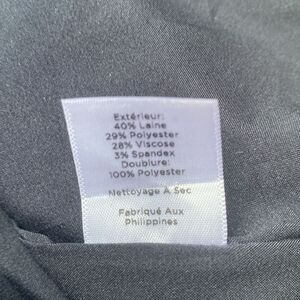 Extérieur:
40% Laine
29% Polyester
28% Viscose
3% Spandex
Doublure:
100% Polyester
Nettoyage À Sec
Fabriqué Aux
Philippines